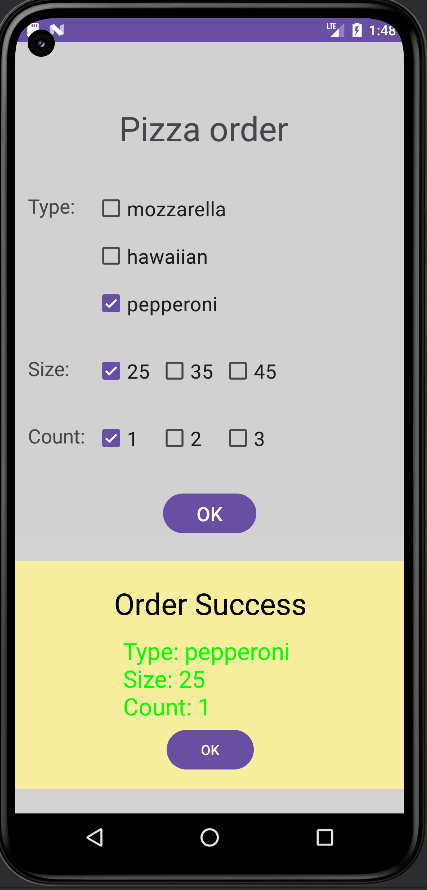 LTE 1:48
Pizza order
Type: mozzarella
hawaiian
pepperoni
Size: 25 35 45
Count: 1 2 3
OK
Order Success
Type: pepperoni
Size: 25
Count: 1
OK